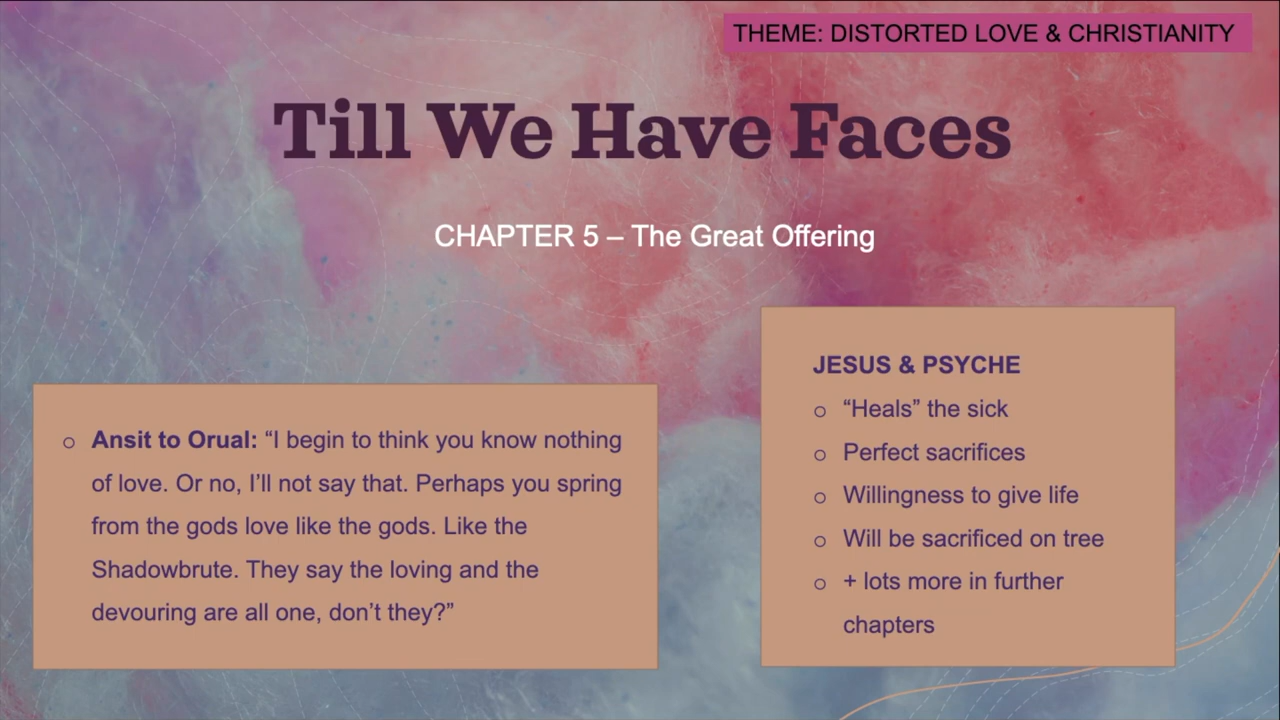 THEME: DISTORTED LOVE & CHRISTIANITY
Till We Have Faces
CHAPTER 5 – The Great Offering
○ Ansit to Orual: “I begin to think you know nothing
of love. Or no, I’ll not say that. Perhaps you spring
from the gods love like the gods. Like the
Shadowbrute. They say the loving and the
devouring are all one, don’t they?”
JESUS & PSYCHE
○ “Heals” the sick
○ Perfect sacrifices
○ Willingness to give life
○ Will be sacrificed on tree
○ + lots more in further
chapters